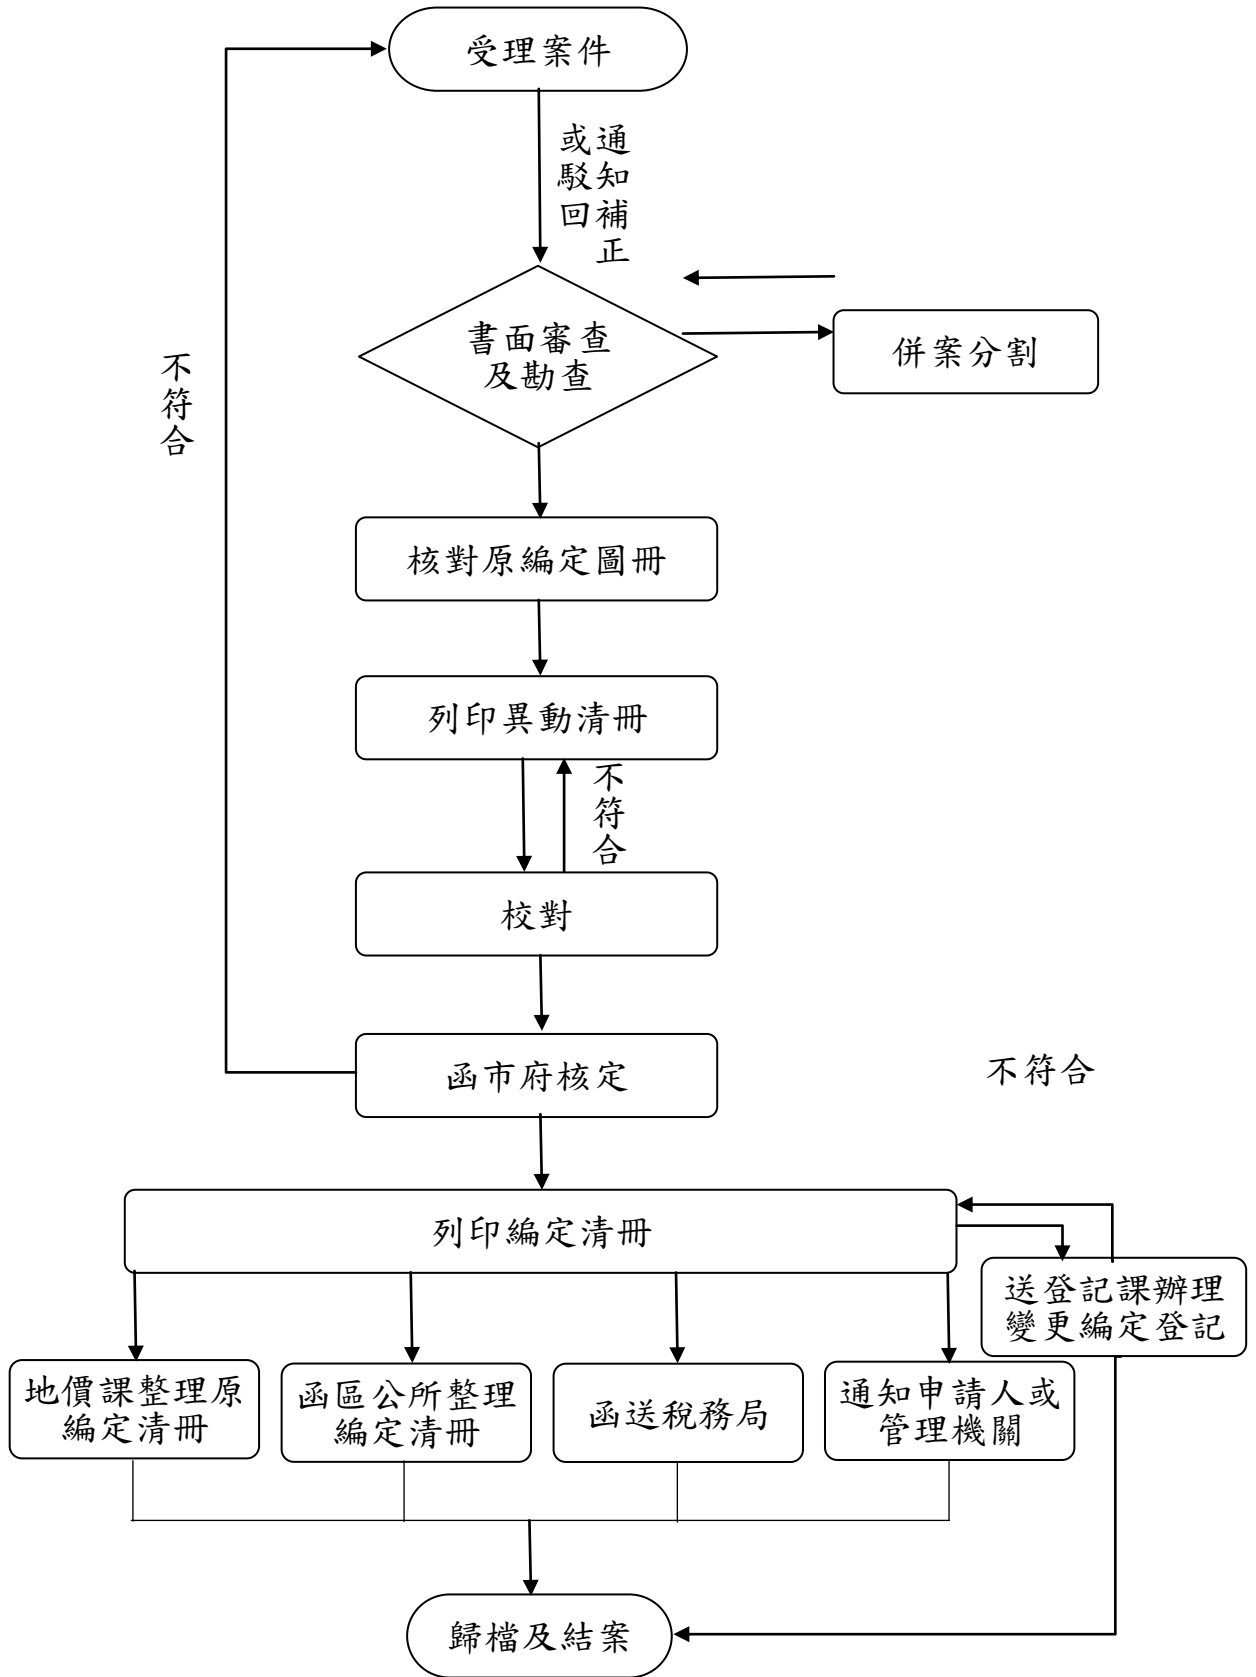 受理案件
通知補正
或駁回
書面審查
及勘查
併案分割
不符合
核對原編定圖冊
列印異動清冊
不符合
校對
函市府核定
不符合
列印編定清冊
送登記課辦理
變更編定登記
地價課整理原
編定清冊
函區公所整理
編定清冊
函送稅務局
通知申請人或
管理機關
歸檔及結案